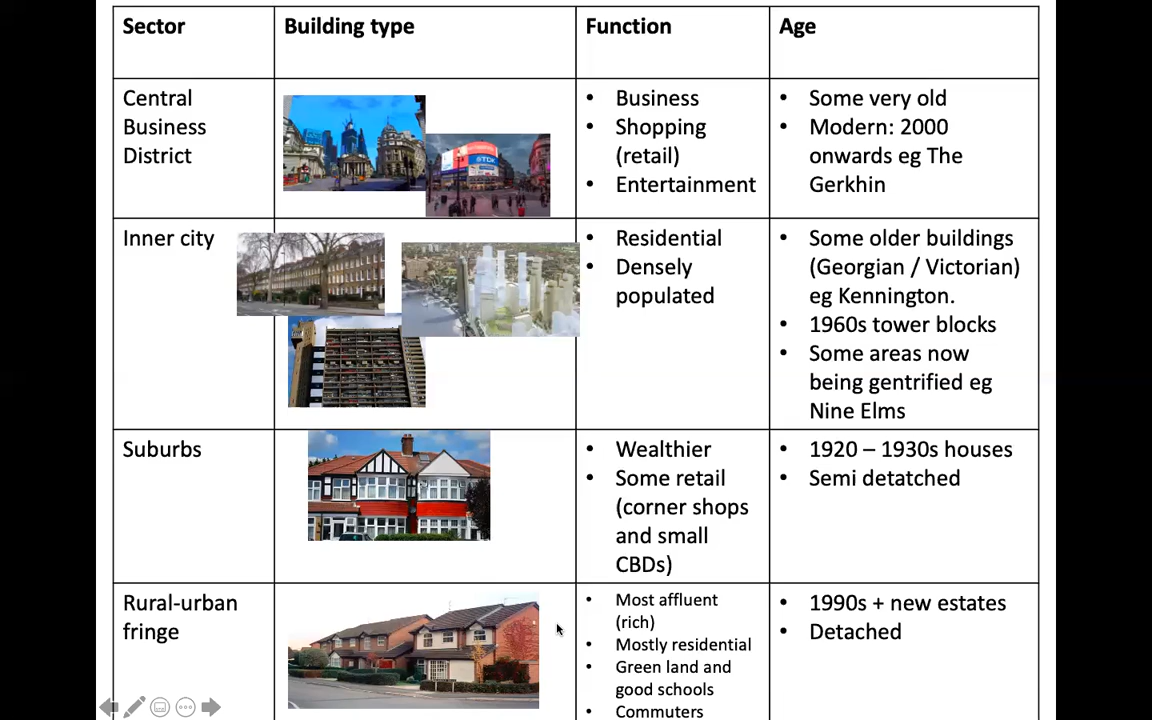 Sector
Building type
Function
Age
Central
Business
District
TDK
• Business
• Shopping
(retail)
• Entertainment
• Some very old
• Modern: 2000
onwards eg The
Gerkhin
Inner city
• Residential
• Densely
populated
• Some older buildings
(Georgian / Victorian)
eg Kennington.
• 1960s tower blocks
• Some areas now
being gentrified eg
Nine Elms
Suburbs
• Wealthier
• Some retail
(corner shops
and small
CBDs)
• 1920 – 1930s houses
• Semi detatched
Rural-urban
fringe
• Most affluent
(rich)
• Mostly residential
• Green land and
good schools
• Commuters
• 1990s + new estates
• Detached